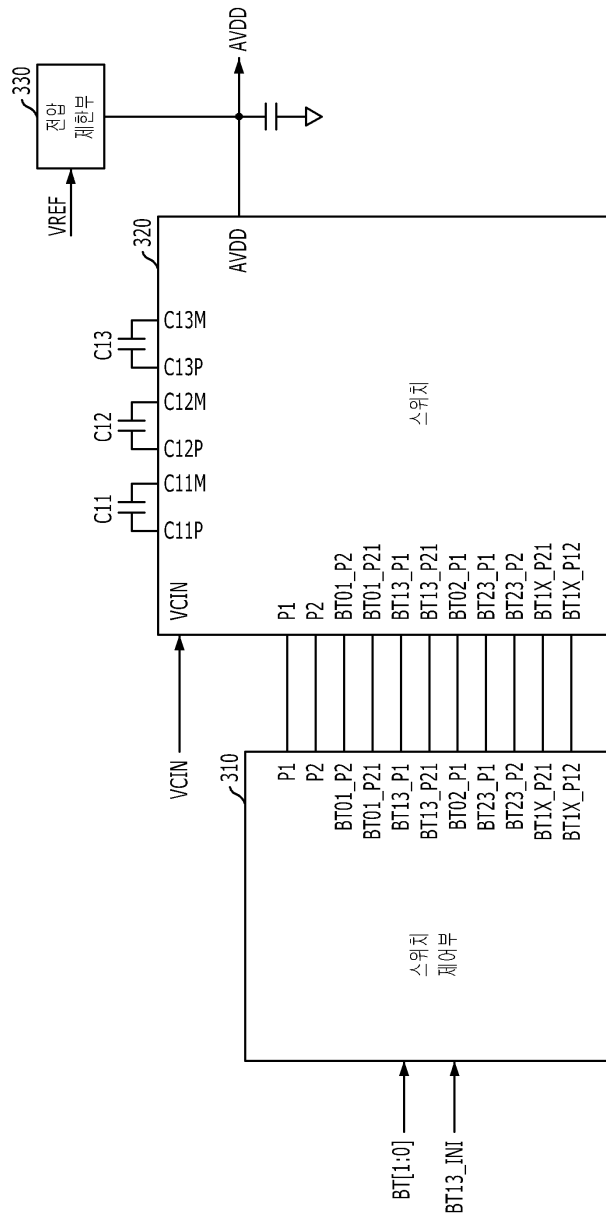 330
전압
제한부
VREF
AVDD
AVDD
320
C11
C12
C13
C11P
C11M
C12P
C12M
C13P
C13M
VCIN
VCIN
스위치
P1
P2
BT01_P2
BT01_P21
BT13_P1
BT13_P21
BT02_P1
BT23_P1
BT23_P2
BT1X_P21
BT1X_P12
310
P1
P2
BT01_P2
BT01_P21
BT13_P1
BT13_P21
BT02_P1
BT23_P1
BT23_P2
BT1X_P21
BT1X_P12
스위치
제어부
BT[1:0]
BT13_INI